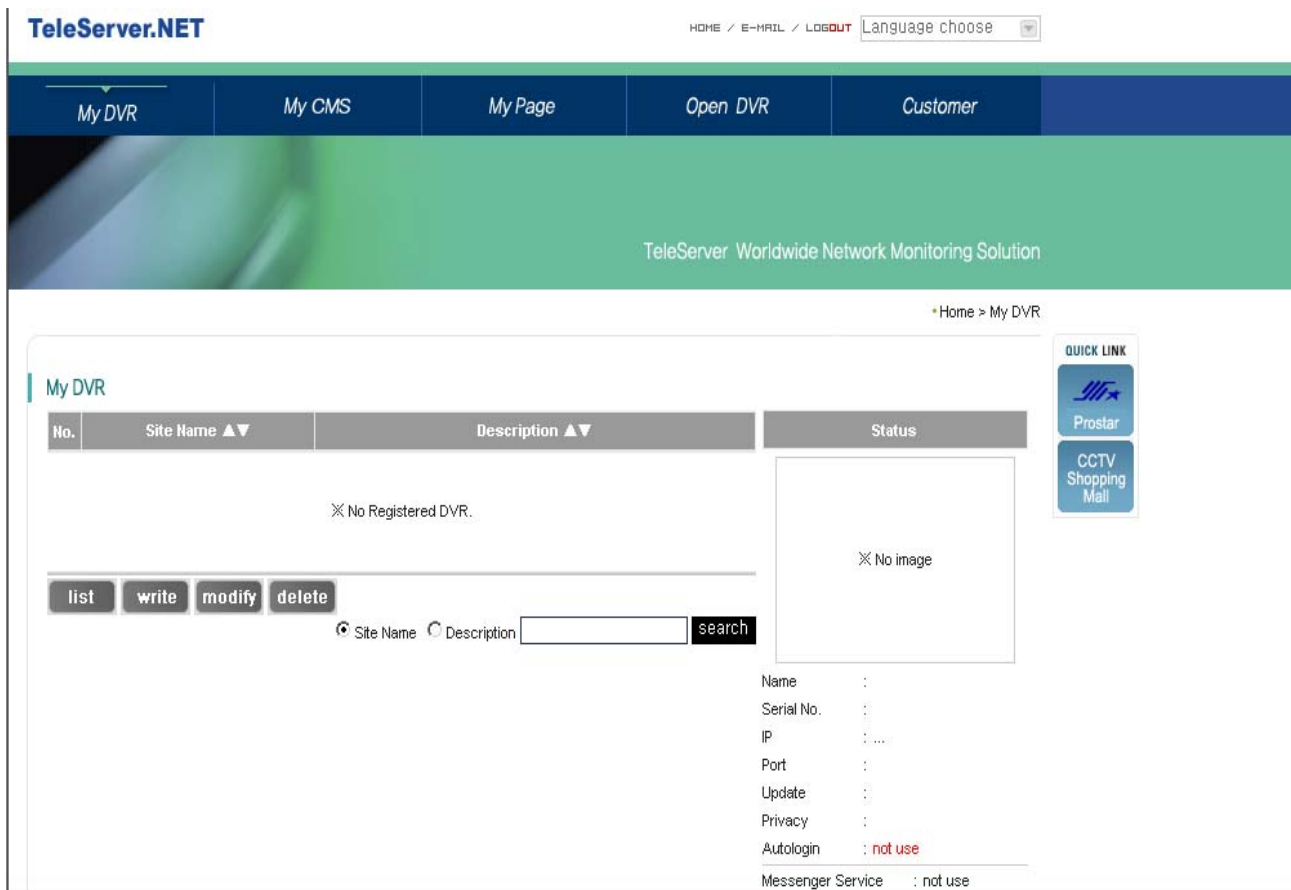 TeleServer.NET
HOME / E-MAIL / LOGOUT Language choose
My DVR My CMS My Page Open DVR Customer
TeleServer Worldwide Network Monitoring Solution
• Home > My DVR
QUICK LINK
Prostar
CCTV
Shopping
Mall
My DVR
No. Site Name ▲▼ Description ▲▼ Status
※ No Registered DVR.
※ No image
list write modify delete
Site Name Description search
Name :
Serial No. :
IP : ...
Port :
Update :
Privacy :
Autologin : not use
Messenger Service : not use